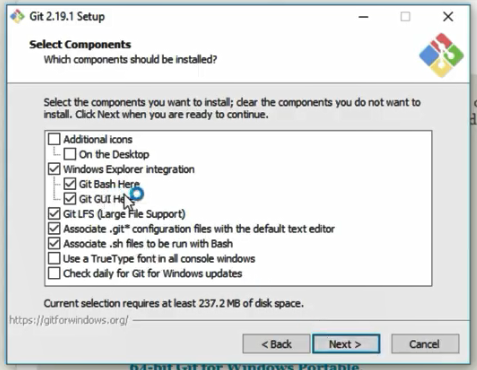 Git 2.19.1 Setup
Select Components
Which components should be installed?
Select the components you want to install; clear the components you do not want to
install. Click Next when you are ready to continue.
Additional icons
On the Desktop
Windows Explorer integration
Git Bash Here
Git GUI
Git LFS (Large File Support)
Associate .git* configuration files with the default text editor
Associate .sh files to be run with Bash
Use a TrueType font in all console windows
Check daily for Git for Windows updates
Current selection requires at least 237.2 MB of disk space.
https://gitforwindows.org/
< Back
Next >
Cancel
64-bit Git for Windows Portable